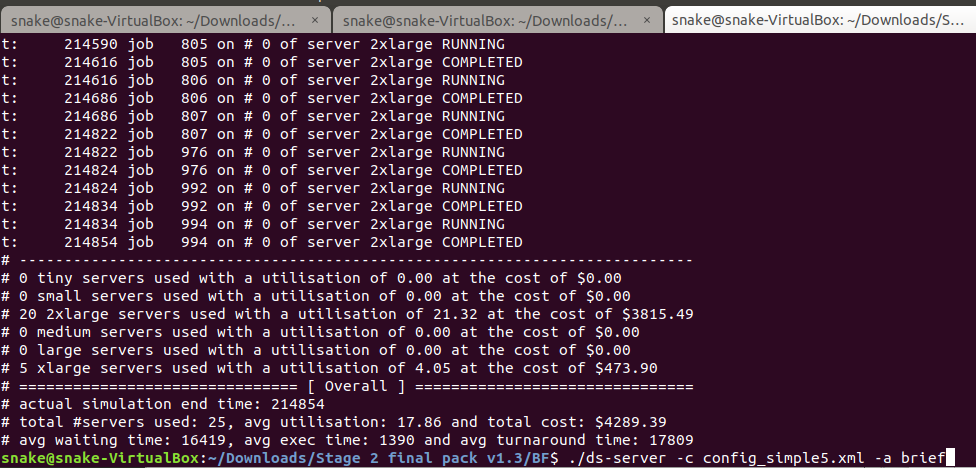 snake@snake-VirtualBox: ~/Downloads/... × snake@snake-VirtualBox: ~/Downloads/... × snake@snake-VirtualBox: ~/Downloads/S...
t: 214590 job 805 on # 0 of server 2xlarge RUNNING
t: 214616 job 805 on # 0 of server 2xlarge COMPLETED
t: 214616 job 806 on # 0 of server 2xlarge RUNNING
t: 214686 job 806 on # 0 of server 2xlarge COMPLETED
t: 214686 job 807 on # 0 of server 2xlarge RUNNING
t: 214822 job 807 on # 0 of server 2xlarge COMPLETED
t: 214822 job 976 on # 0 of server 2xlarge RUNNING
t: 214824 job 976 on # 0 of server 2xlarge COMPLETED
t: 214824 job 992 on # 0 of server 2xlarge RUNNING
t: 214834 job 992 on # 0 of server 2xlarge COMPLETED
t: 214834 job 994 on # 0 of server 2xlarge RUNNING
t: 214854 job 994 on # 0 of server 2xlarge COMPLETED
# ---------------------------------------------------------------------------
# 0 tiny servers used with a utilisation of 0.00 at the cost of $0.00
# 0 small servers used with a utilisation of 0.00 at the cost of $0.00
# 20 2xlarge servers used with a utilisation of 21.32 at the cost of $3815.49
# 0 medium servers used with a utilisation of 0.00 at the cost of $0.00
# 0 large servers used with a utilisation of 0.00 at the cost of $0.00
# 5 xlarge servers used with a utilisation of 4.05 at the cost of $473.90
# =============================== [ Overall ] ===============================
# actual simulation end time: 214854
# total #servers used: 25, avg utilisation: 17.86 and total cost: $4289.39
# avg waiting time: 16419, avg exec time: 1390 and avg turnaround time: 17809
snake@snake-VirtualBox:~/Downloads/Stage 2 final pack v1.3/BF$ ./ds-server -c config_simple5.xml -a brief